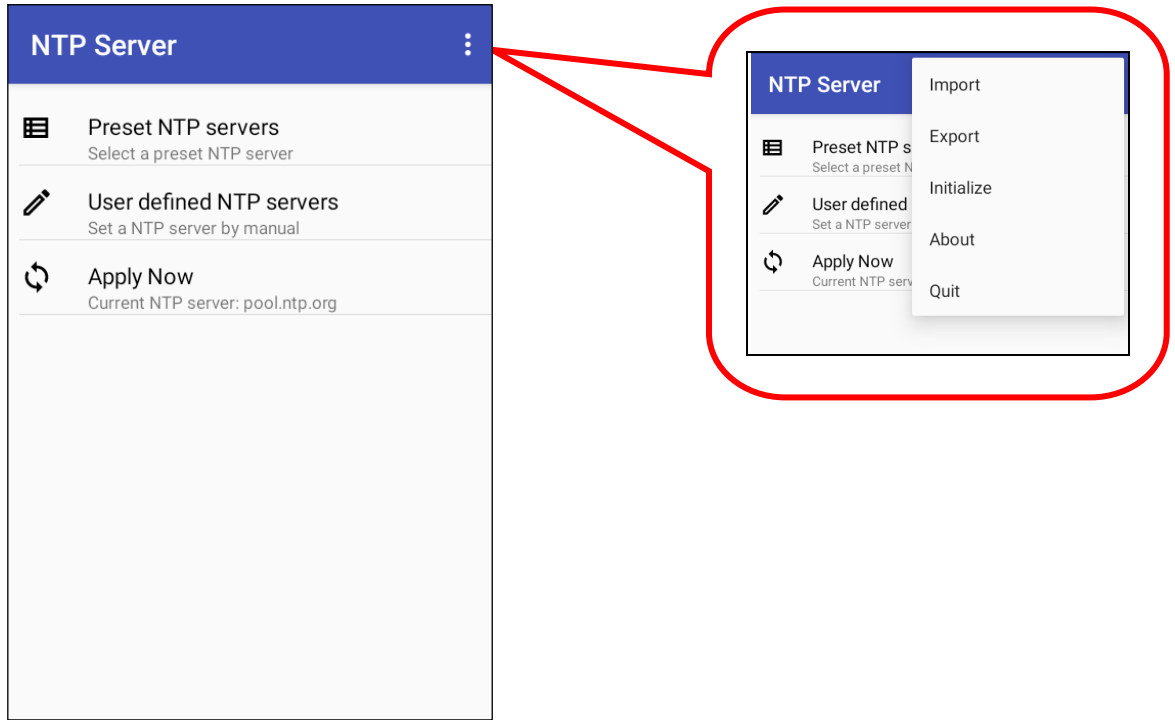 NTP Server
Preset NTP servers
Select a preset NTP server
User defined NTP servers
Set a NTP server by manual
Apply Now
Current NTP server: pool.ntp.org
NTP Server
Preset NTP s
Select a preset N
User defined
Set a NTP server
Apply Now
Current NTP serv
Import
Export
Initialize
About
Quit